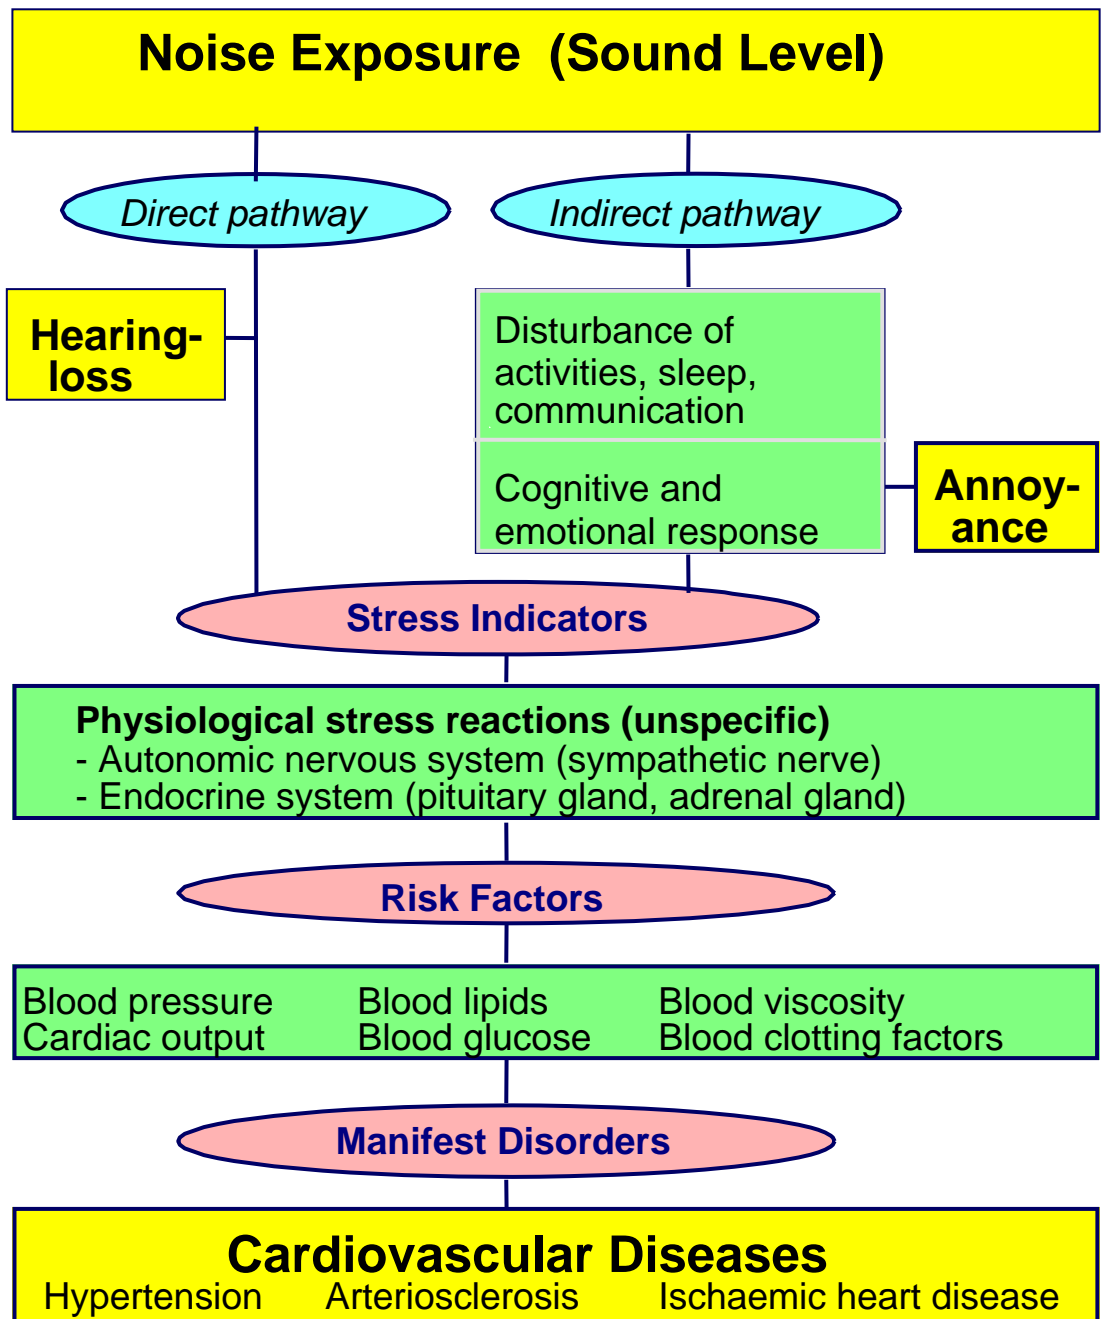 Noise Exposure  (Sound Level)
Direct pathway
Indirect pathway
Hearing-
loss
Disturbance of
activities, sleep,
communication
Cognitive and
emotional response
Annoy-
ance
Stress Indicators
Physiological stress reactions (unspecific)
- Autonomic nervous system (sympathetic nerve)
- Endocrine system (pituitary gland, adrenal gland)
Risk Factors
Blood pressure Blood lipids Blood viscosity
Cardiac output Blood glucose Blood clotting factors
Manifest Disorders
Cardiovascular Diseases
Hypertension Arteriosclerosis Ischaemic heart disease